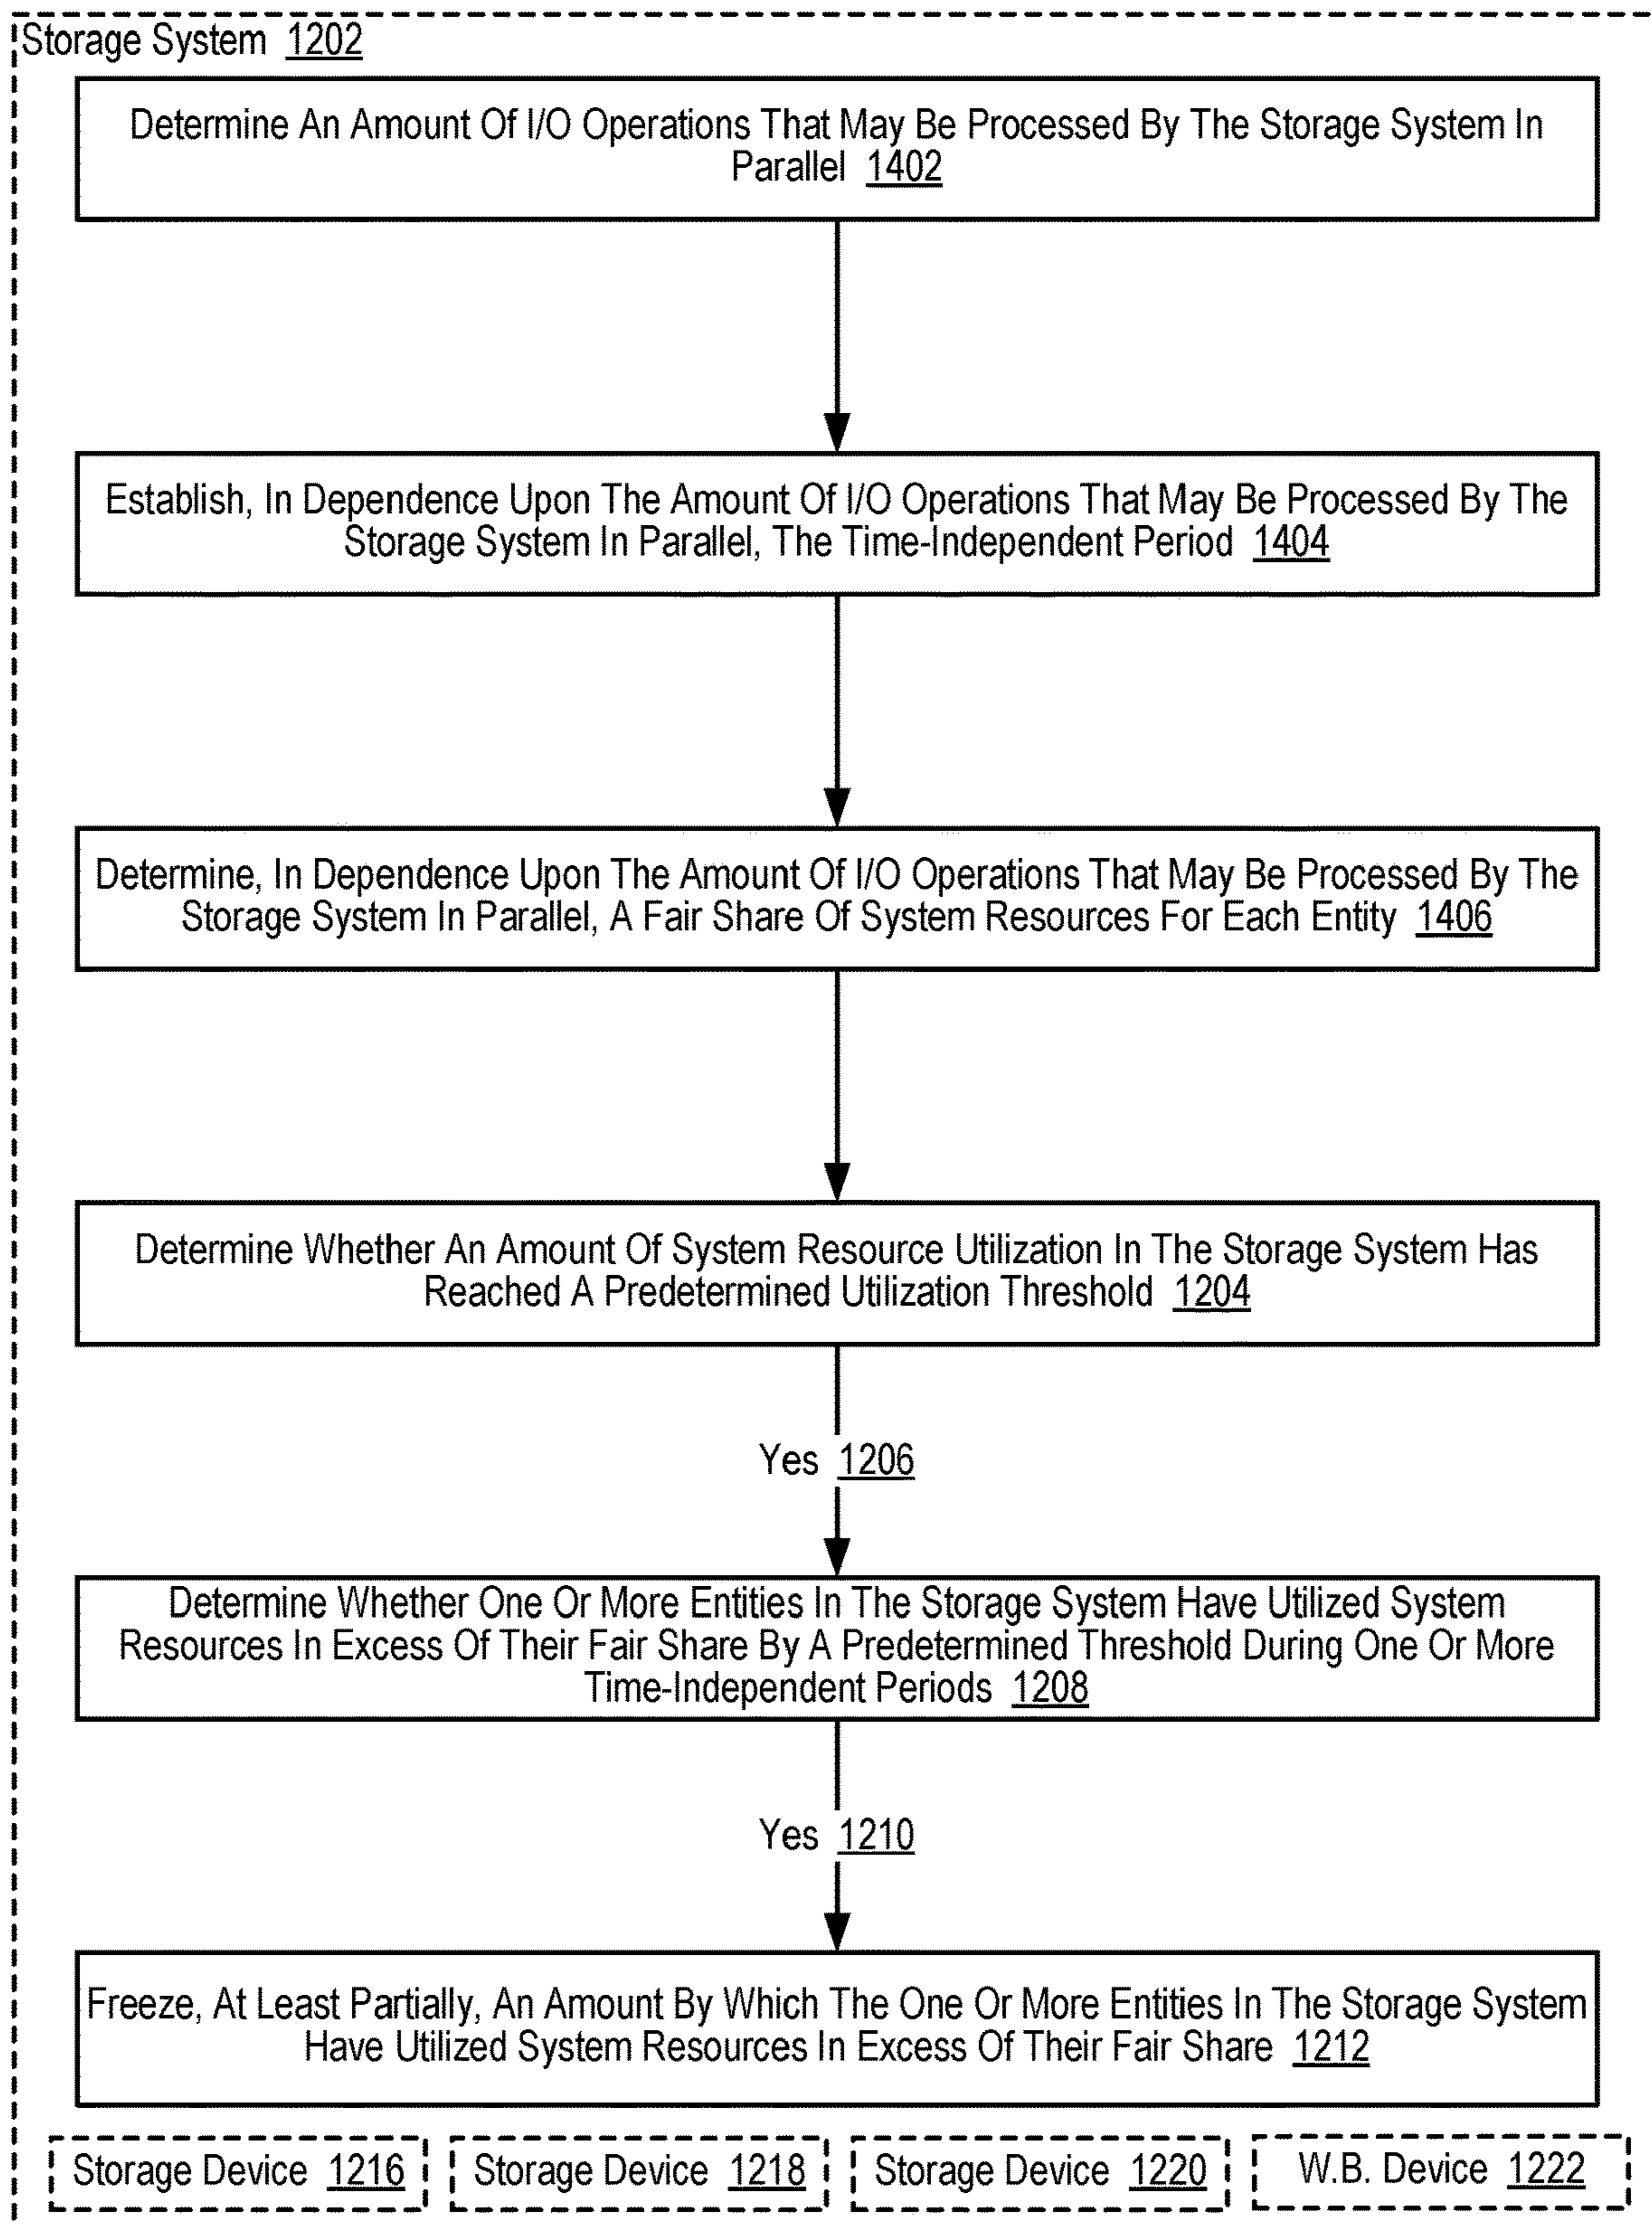 Storage System 1202
Determine An Amount Of I/O Operations That May Be Processed By The Storage System In
Parallel 1402
Establish, In Dependence Upon The Amount Of I/O Operations That May Be Processed By The
Storage System In Parallel, The Time-Independent Period 1404
Determine, In Dependence Upon The Amount Of I/O Operations That May Be Processed By The
Storage System In Parallel, A Fair Share Of System Resources For Each Entity 1406
Determine Whether An Amount Of System Resource Utilization In The Storage System Has
Reached A Predetermined Utilization Threshold 1204
Yes 1206
Determine Whether One Or More Entities In The Storage System Have Utilized System
Resources In Excess Of Their Fair Share By A Predetermined Threshold During One Or More
Time-Independent Periods 1208
Yes 1210
Freeze, At Least Partially, An Amount By Which The One Or More Entities In The Storage System
Have Utilized System Resources In Excess Of Their Fair Share 1212
Storage Device 1216
Storage Device 1218
Storage Device 1220
W.B. Device 1222